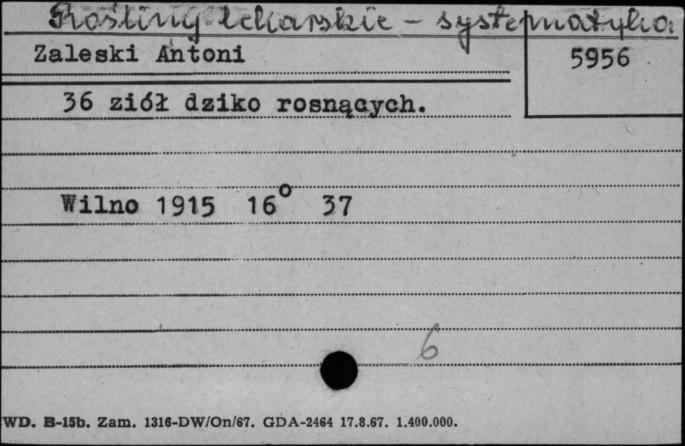 Rośliny lekarskie - systematyka
Zaleski Antoni 5956
36 ziół dziko rosnących.
Wilno 1915 16° 37
6
WD. B-15b. Zam. 1316-DW/On/67. GDA-2464 17.8.67. 1.400.000.